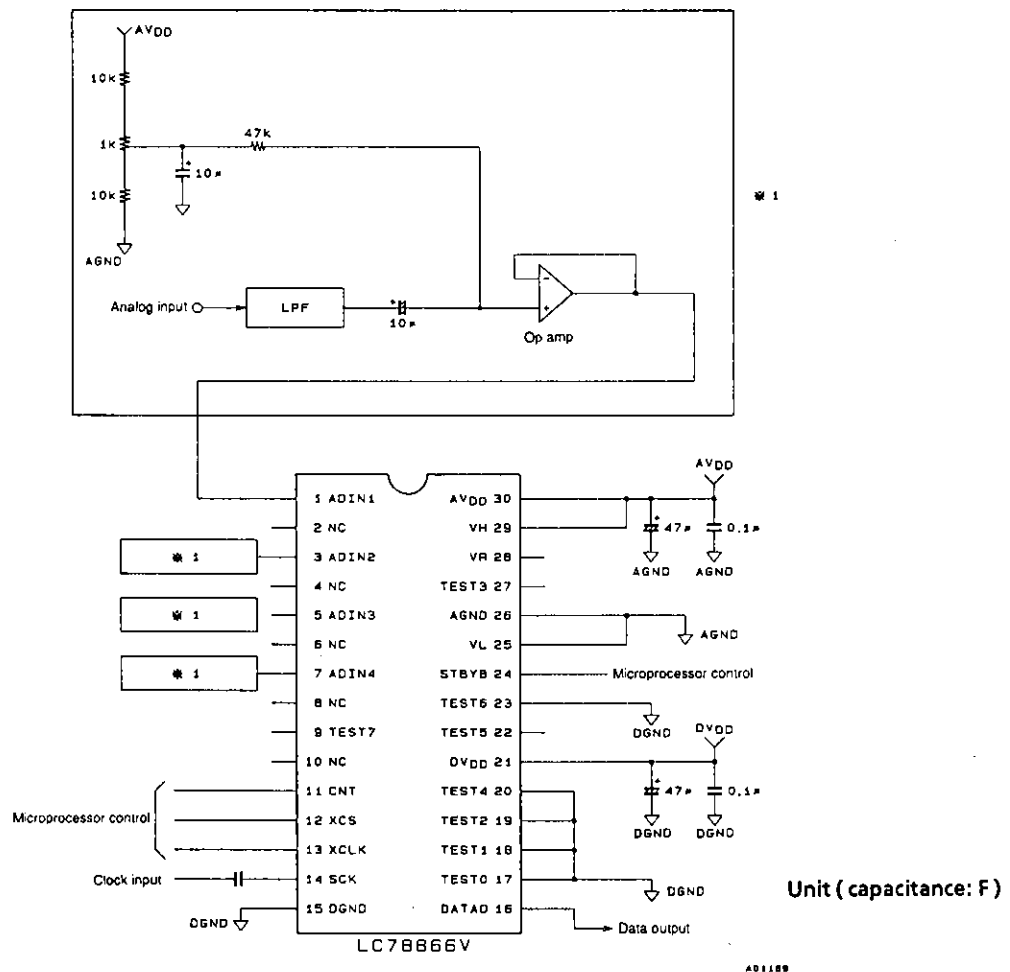 AVDD
10k
1k
47k
10μ
10k
AGND
※ 1
Analog input
LPF
10μ
−
+
Op amp
AVDD
1 ADIN1
AVDD 30
2 NC
VH 29
47μ
0.1μ
※ 1
3 ADIN2
VR 28
AGND
AGND
4 NC
TEST3 27
※ 1
5 ADIN3
AGND 26
AGND
6 NC
VL 25
※ 1
7 ADIN4
STBYB 24
Microprocessor control
8 NC
TEST6 23
DGND
9 TEST7
TEST5 22
DVDD
10 NC
DVDD 21
47μ
0.1μ
11 CNT
TEST4 20
DGND
DGND
Microprocessor control
12 XCS
TEST2 19
13 XCLK
TEST1 18
Clock input
14 SCK
TEST0 17
DGND
Unit ( capacitance: F )
DGND
15 DGND
DATAO 16
Data output
LC78866V
A01189